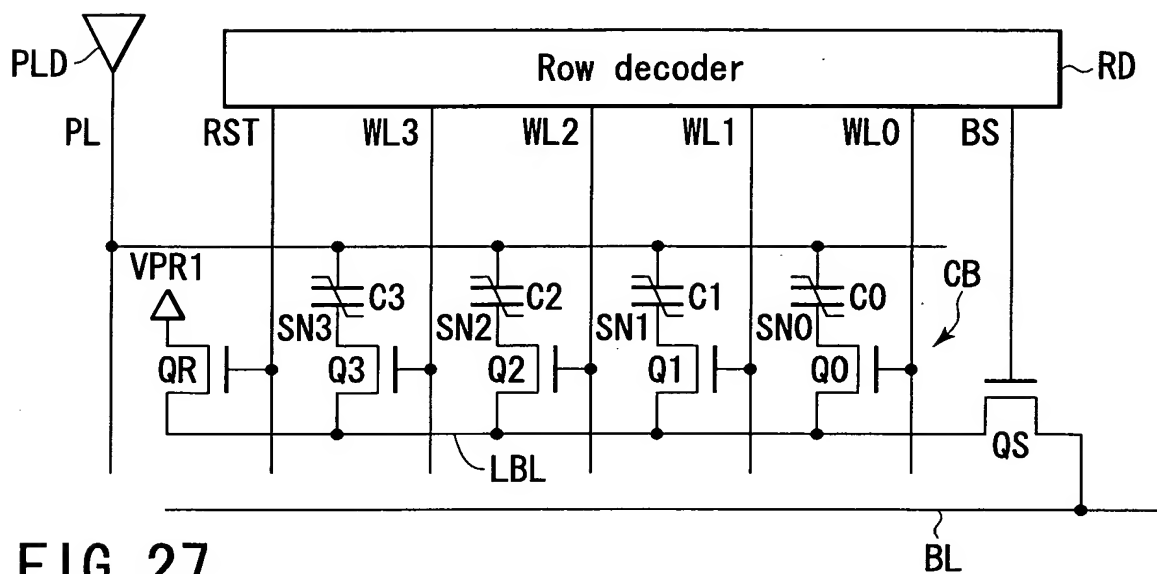 PLD
Row decoder
RD
PL
RST
WL3
WL2
WL1
WL0
BS
VPR1
C3
C2
C1
C0
CB
SN3
SN2
SN1
SN0
QR
Q3
Q2
Q1
Q0
QS
LBL
BL
FIG. 27